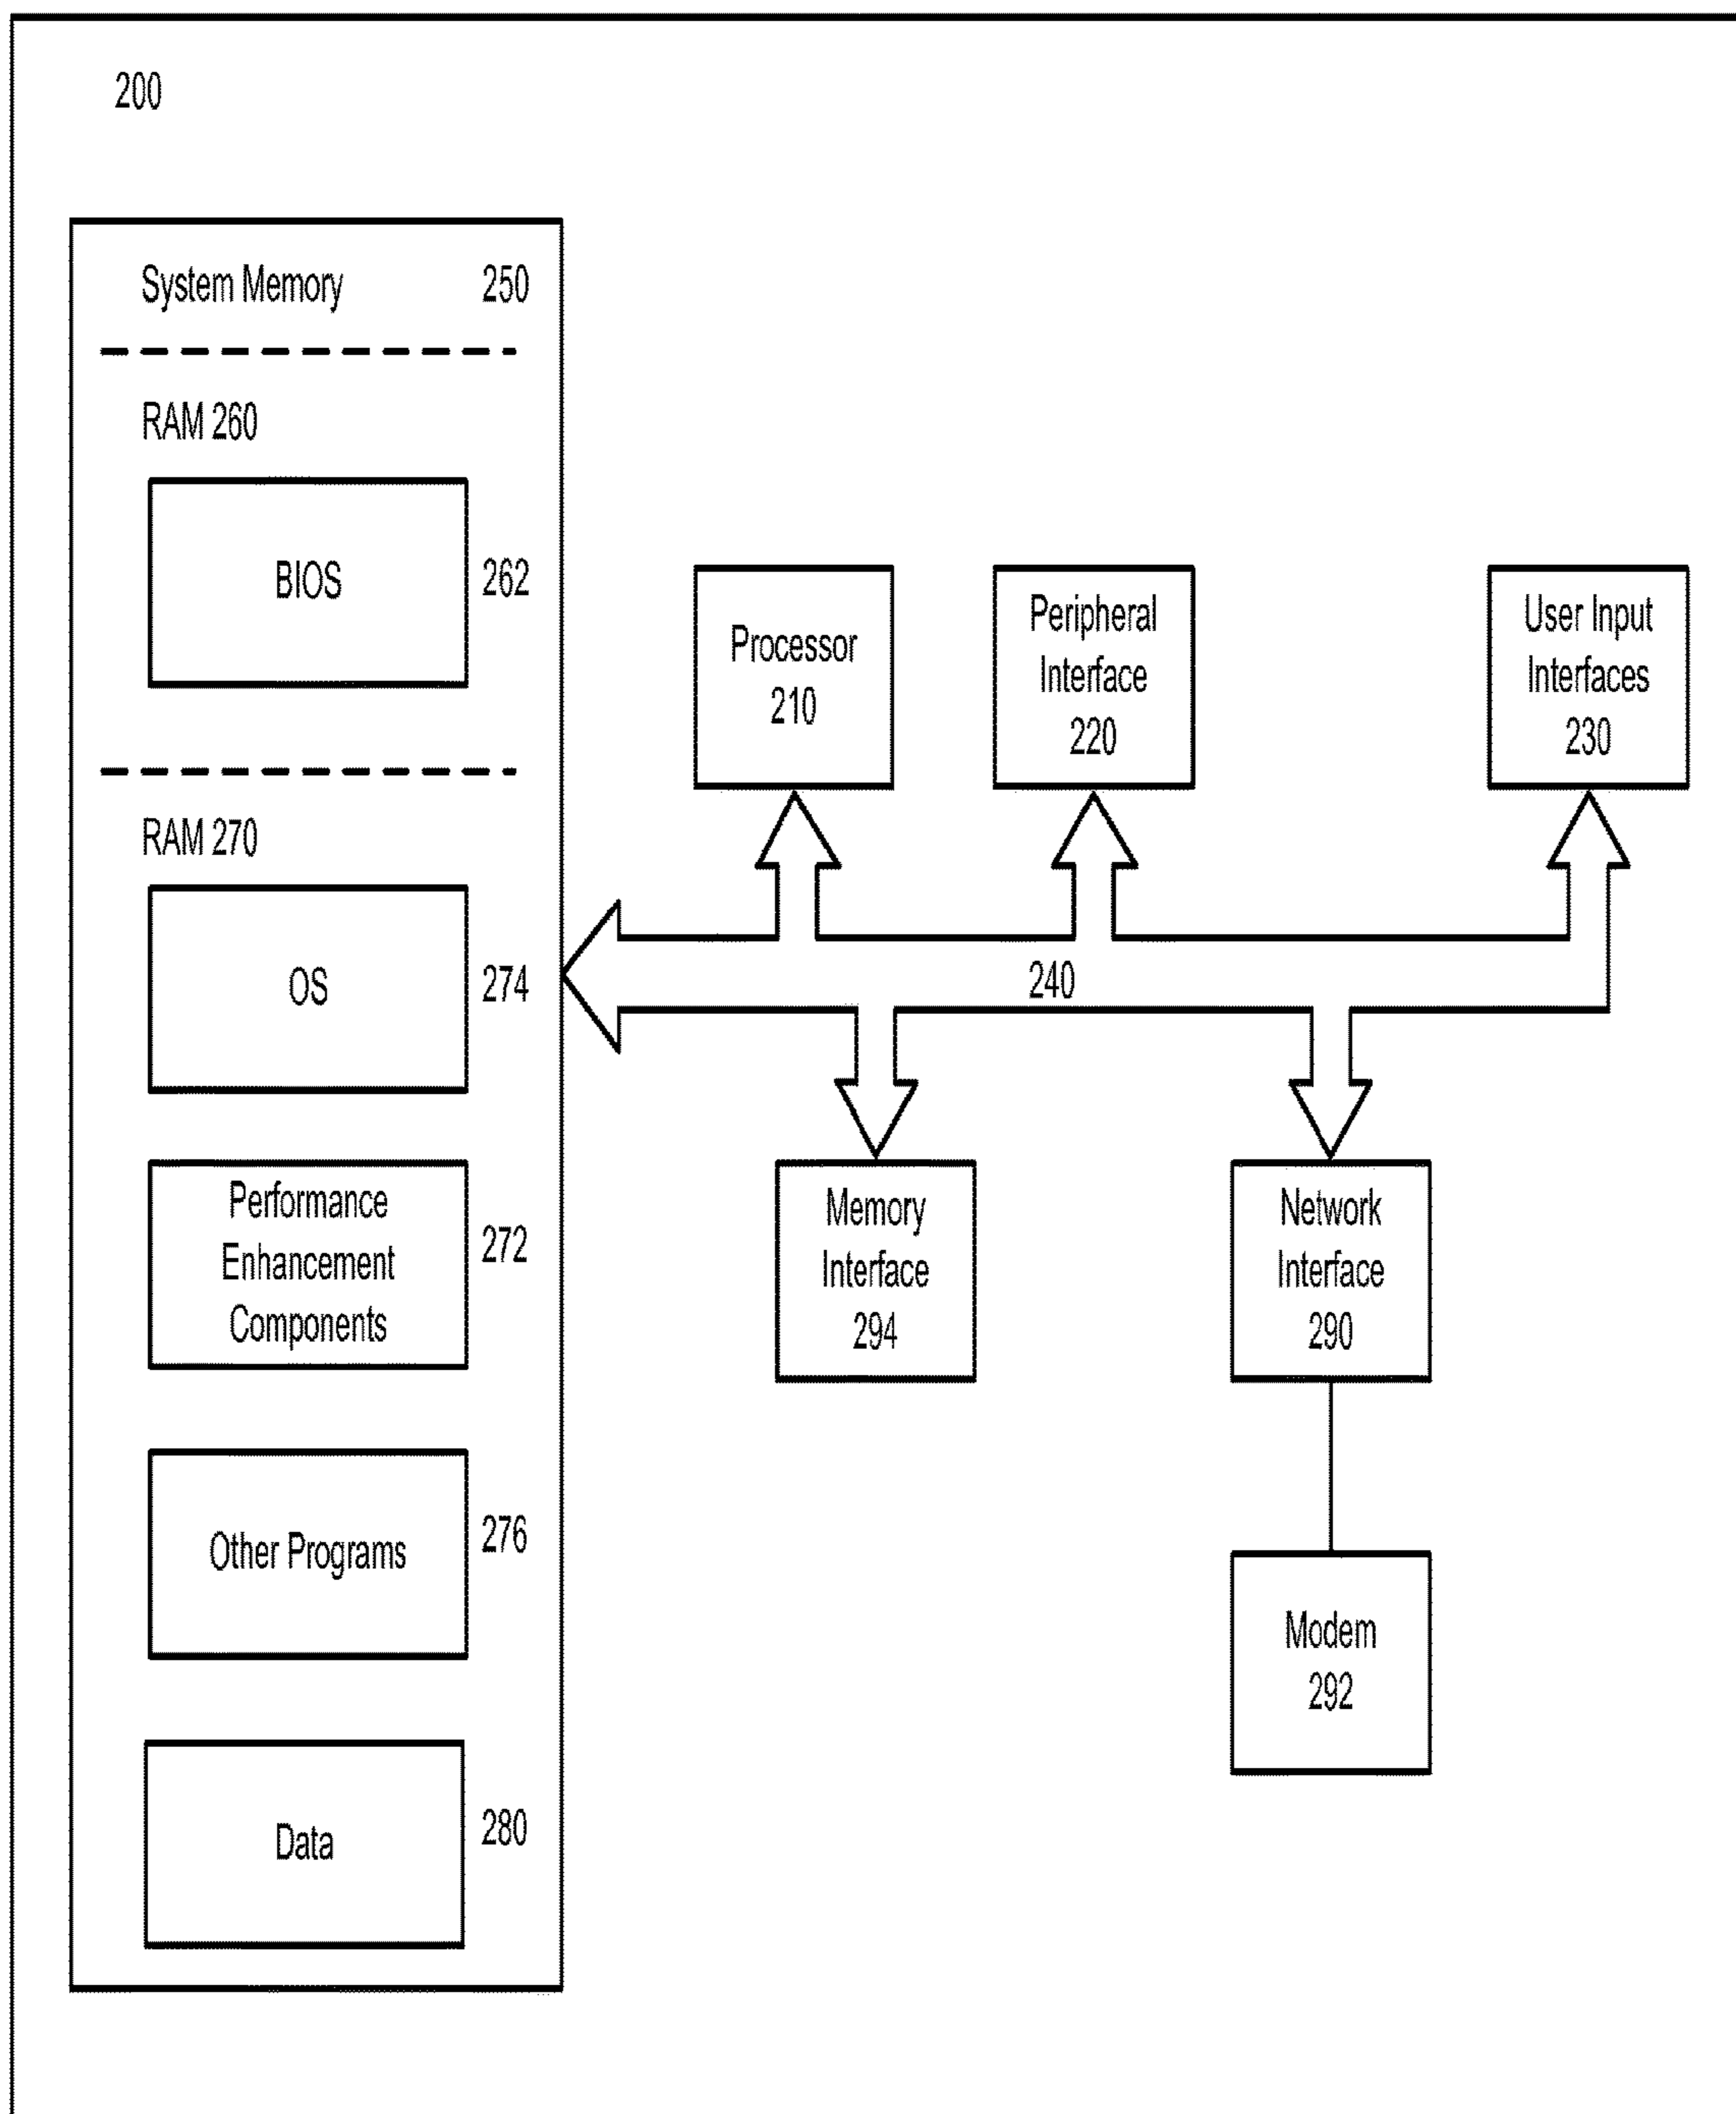 200
System Memory 250
RAM 260
BIOS 262
RAM 270
OS 274
Performance
Enhancement
Components
272
Other Programs 276
Data 280
Processor
210
Peripheral
Interface
220
User Input
Interfaces
230
240
Memory
Interface
294
Network
Interface
290
Modem
292